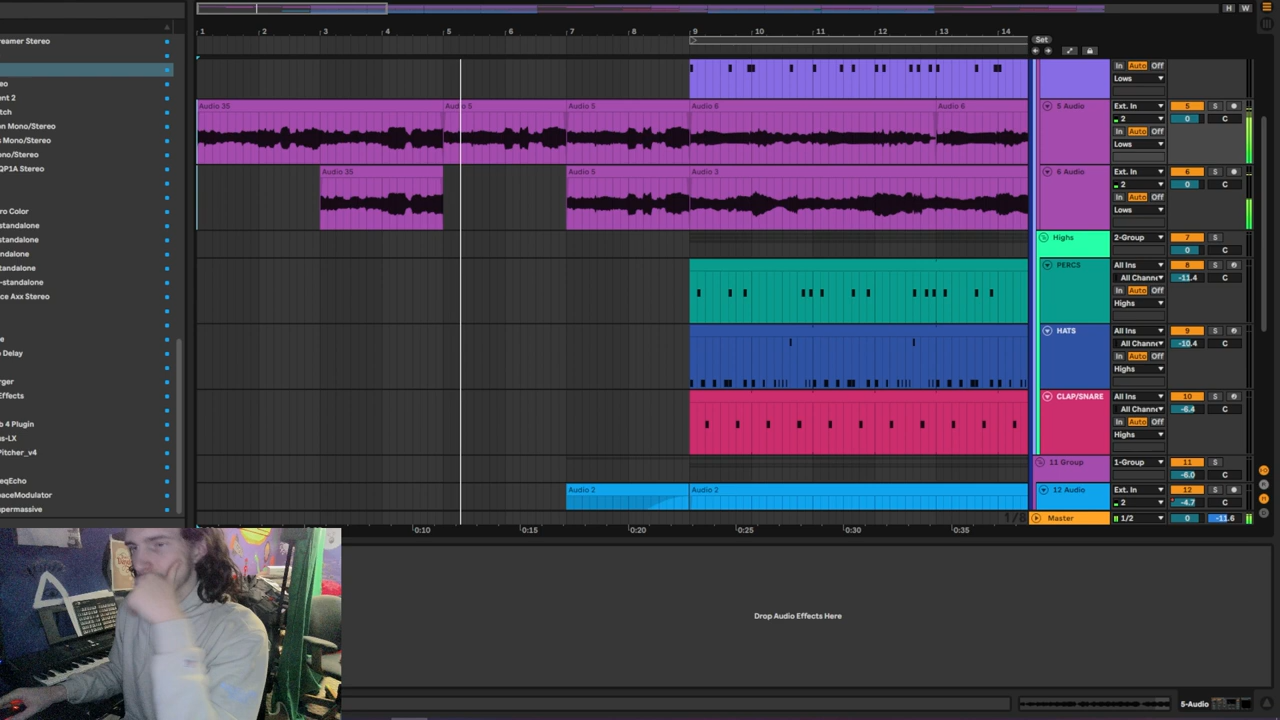 H W
1 2 3 4 5 6 7 8 9 10 11 12 13 14
Set
eamer Stereo
eo
ent 2
tch
on Mono/Stereo
s Mono/Stereo
ono/Stereo
QP1A Stereo
ro Color
standalone
standalone
ndalone
standalone
-standalone
ce Axx Stereo
e
o Delay
rger
Effects
b 4 Plugin
us-LX
Pitcher_v4
eqEcho
paceModulator
upermassive
In Auto Off
Lows
Audio 35 Audio 5 Audio 5 Audio 6 Audio 6
5 Audio Ext. In 5 S
2 0 C
In Auto Off
Lows
Audio 35 Audio 5 Audio 3
6 Audio Ext. In 6 S
2 0 C
In Auto Off
Lows
Highs 2-Group 7 S
0 C
PERCS All Ins 8 S
All Channe -11.4 C
In Auto Off
Highs
HATS All Ins 9 S
All Channe -10.4 C
In Auto Off
Highs
CLAP/SNARE All Ins 10 S
All Channe -6.4 C
In Auto Off
Highs
11 Group 1-Group 11 S
-6.0 C
Audio 2 Audio 2
12 Audio Ext. In 12 S
2 -4.7 C
1/8
Master 1/2 0 -11.6
0:10 0:15 0:20 0:25 0:30 0:35
Drop Audio Effects Here
5-Audio